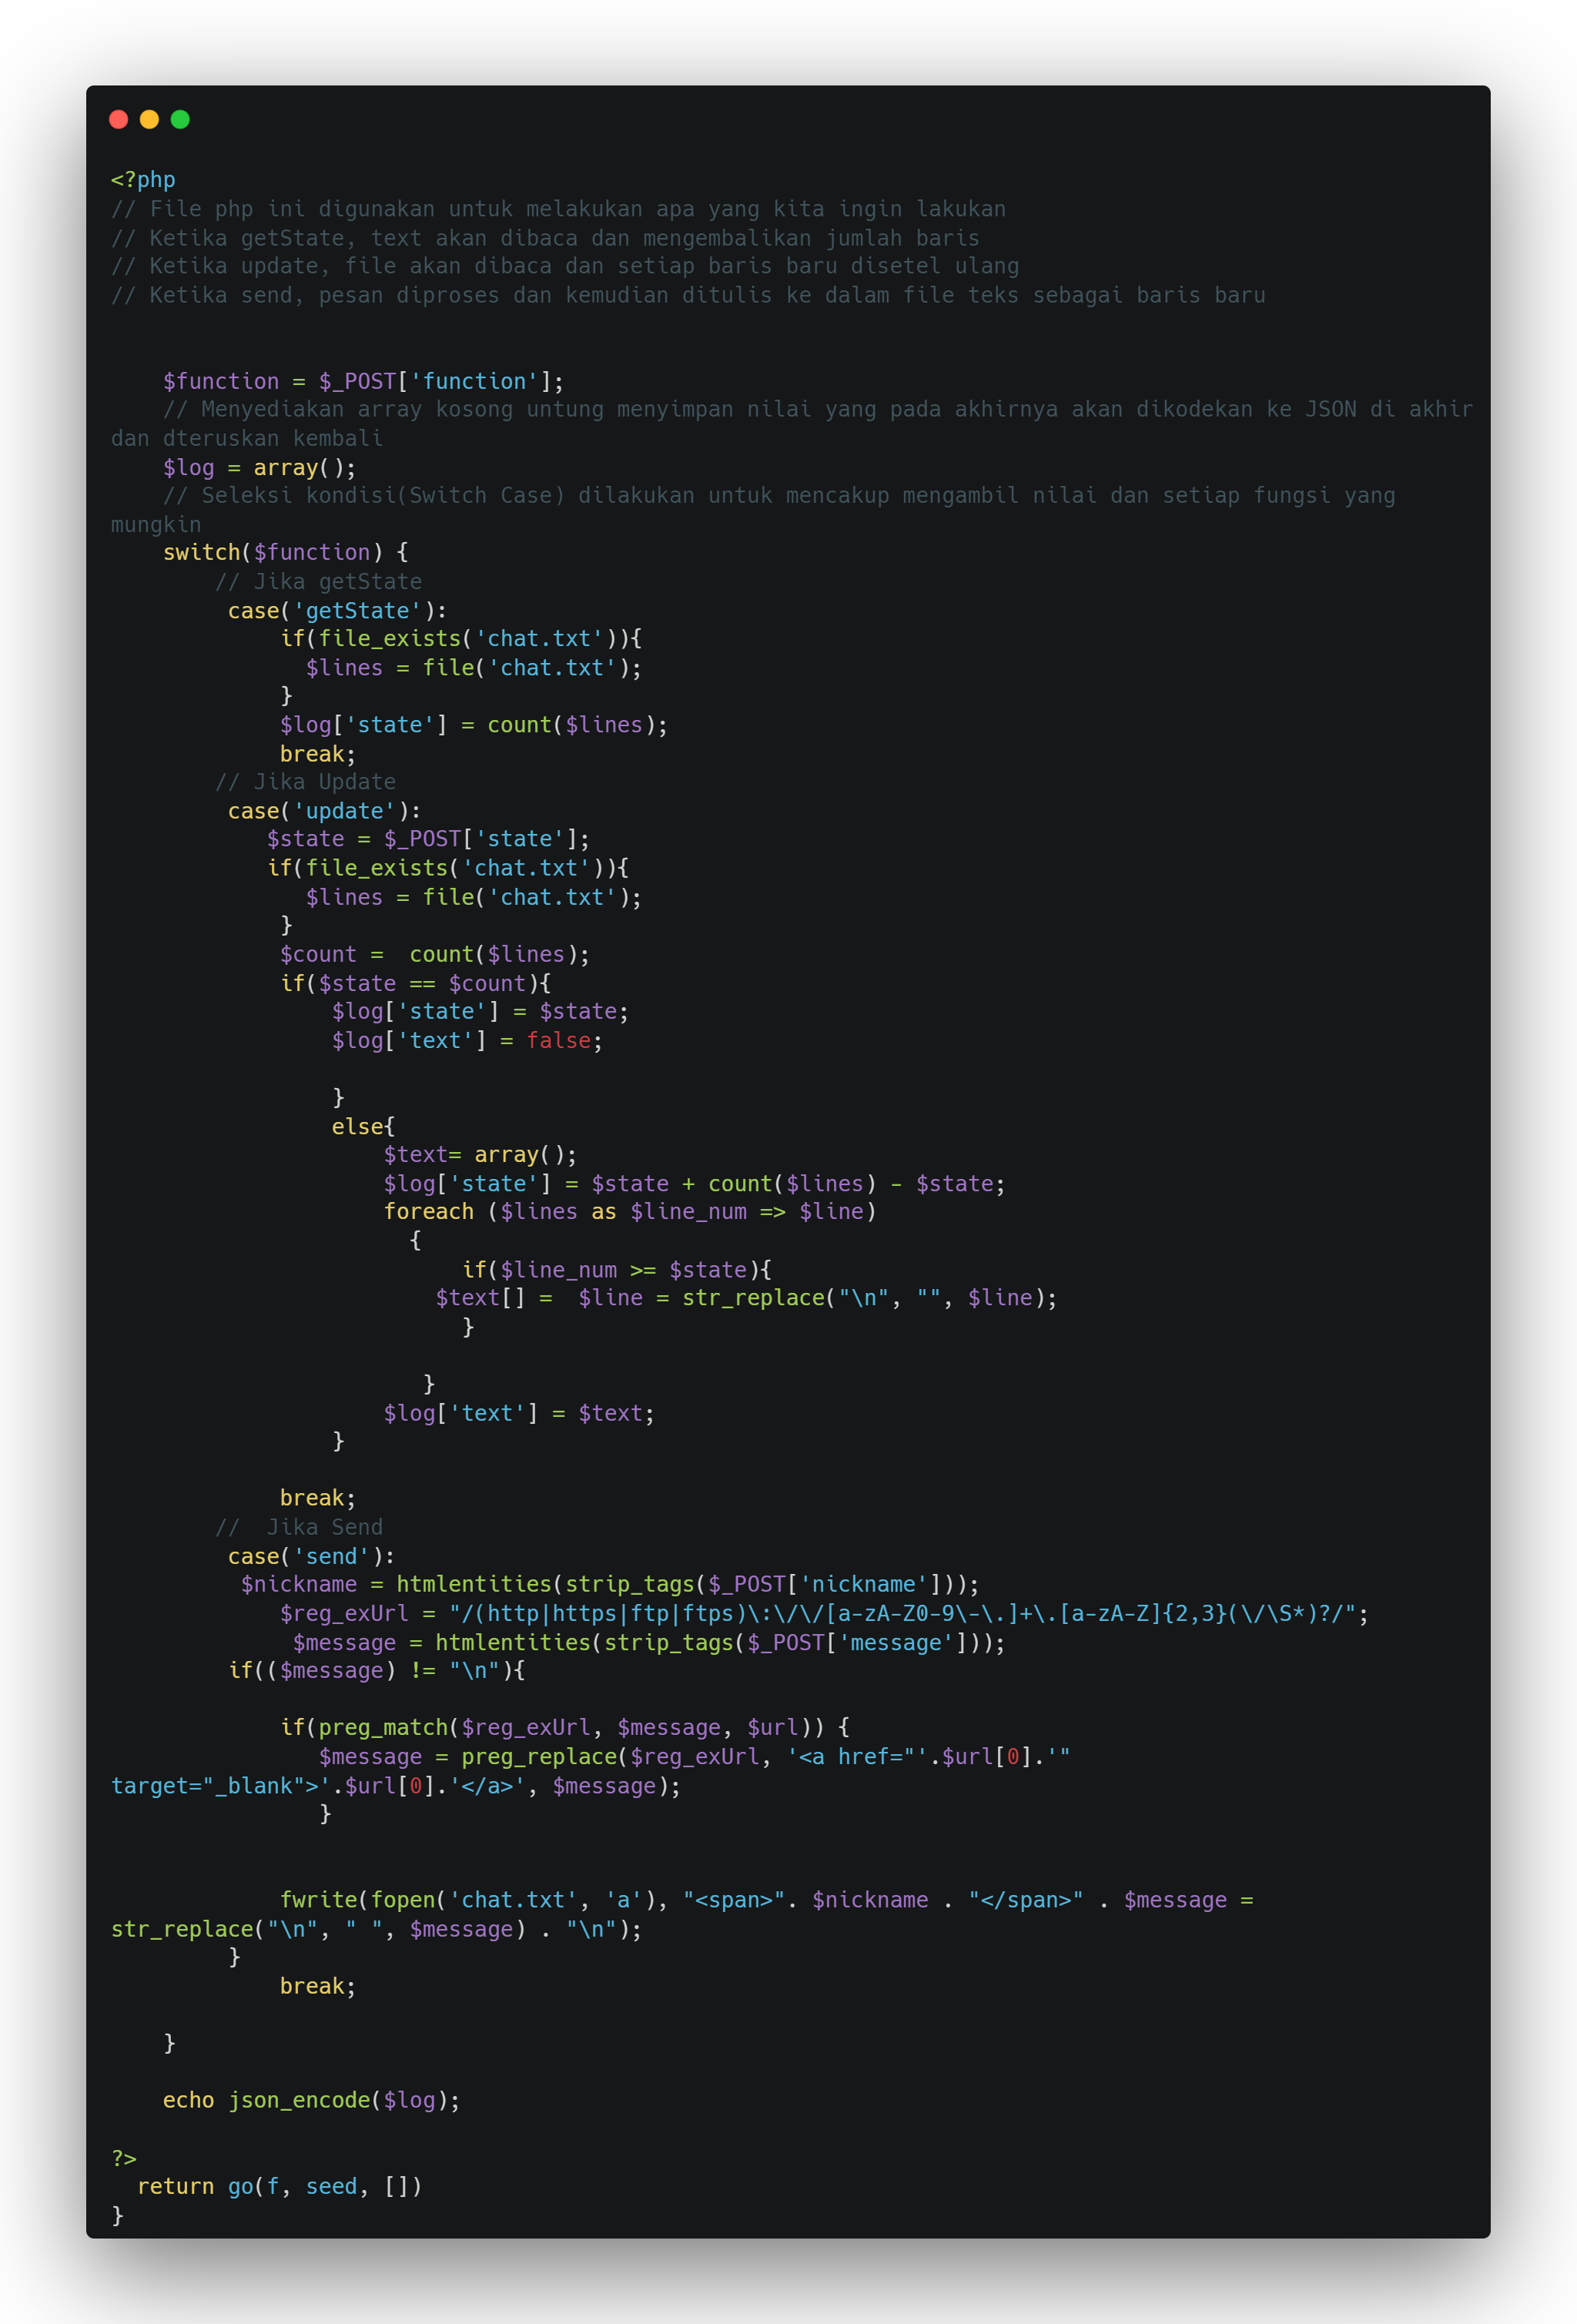 <?php
// File php ini digunakan untuk melakukan apa yang kita ingin lakukan
// Ketika getState, text akan dibaca dan mengembalikan jumlah baris
// Ketika update, file akan dibaca dan setiap baris baru disetel ulang
// Ketika send, pesan diproses dan kemudian ditulis ke dalam file teks sebagai baris baru


    $function = $_POST['function'];
    // Menyediakan array kosong untung menyimpan nilai yang pada akhirnya akan dikodekan ke JSON di akhir
dan dteruskan kembali
    $log = array();
    // Seleksi kondisi(Switch Case) dilakukan untuk mencakup mengambil nilai dan setiap fungsi yang
mungkin
    switch($function) {
        // Jika getState
         case('getState'):
             if(file_exists('chat.txt')){
               $lines = file('chat.txt');
             }
             $log['state'] = count($lines);
             break;
        // Jika Update
         case('update'):
            $state = $_POST['state'];
            if(file_exists('chat.txt')){
               $lines = file('chat.txt');
             }
             $count =  count($lines);
             if($state == $count){
                 $log['state'] = $state;
                 $log['text'] = false;

                 }
                 else{
                     $text= array();
                     $log['state'] = $state + count($lines) - $state;
                     foreach ($lines as $line_num => $line)
                       {
                           if($line_num >= $state){
                         $text[] =  $line = str_replace("\n", "", $line);
                           }

                        }
                     $log['text'] = $text;
                 }

             break;
        //  Jika Send
         case('send'):
          $nickname = htmlentities(strip_tags($_POST['nickname']));
             $reg_exUrl = "/(http|https|ftp|ftps)\:\/\/[a-zA-Z0-9\-\.]+\.[a-zA-Z]{2,3}(\/\S*)?/";
              $message = htmlentities(strip_tags($_POST['message']));
         if(($message) != "\n"){

             if(preg_match($reg_exUrl, $message, $url)) {
                $message = preg_replace($reg_exUrl, '<a href="'.$url[0].'"
target="_blank">'.$url[0].'</a>', $message);
                }


             fwrite(fopen('chat.txt', 'a'), "<span>". $nickname . "</span>" . $message =
str_replace("\n", " ", $message) . "\n");
         }
             break;

    }

    echo json_encode($log);

?>
  return go(f, seed, [])
}